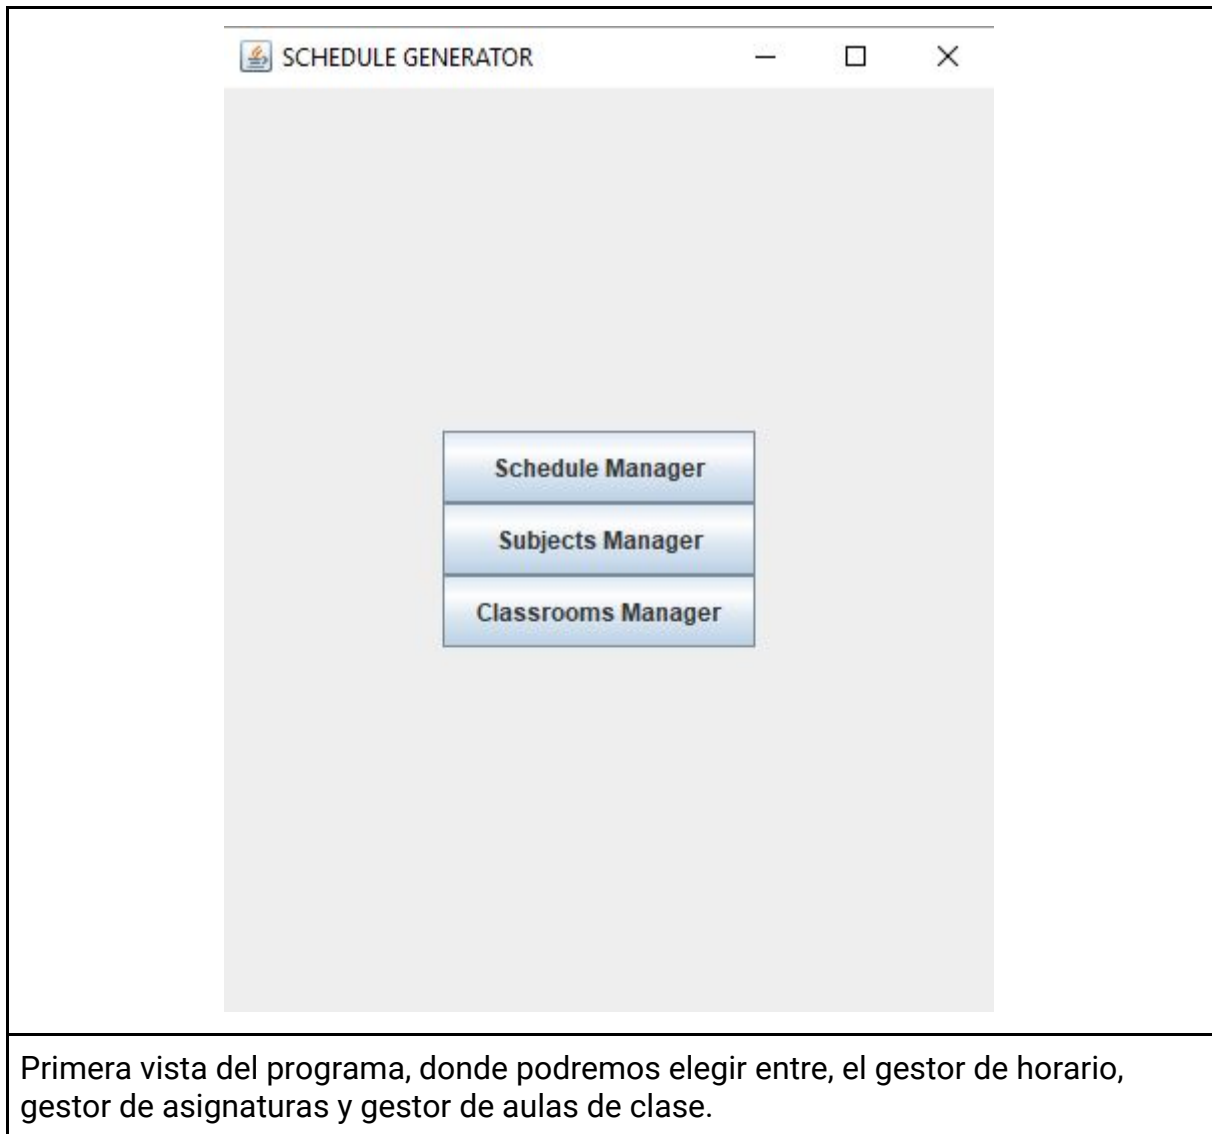 SCHEDULE GENERATOR
Schedule Manager
Subjects Manager
Classrooms Manager
Primera vista del programa, donde podremos elegir entre, el gestor de horario,
gestor de asignaturas y gestor de aulas de clase.